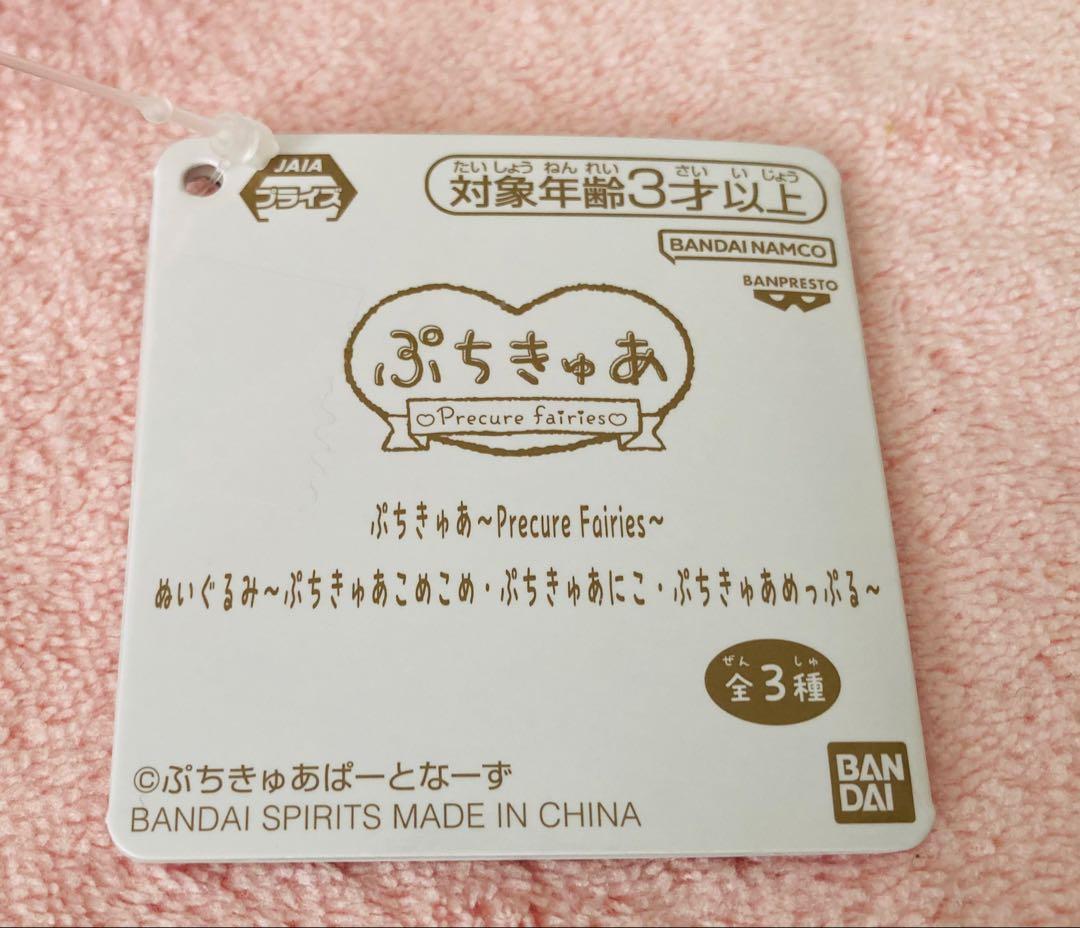 JAIA
プライズ
たいしょう ねんれい さい いじょう
対象年齢3才以上
BANDAI NAMCO
BANPRESTO
ぷちきゅあ
♡Precure fairies♡
ぷちきゅあ～Precure Fairies～
ぬいぐるみ～ぷちきゅあこめこめ・ぷちきゅあにこ・ぷちきゅあめっぷる～
ぜん しゅ
全3種
©ぷちきゅあぱーとなーず
BANDAI SPIRITS MADE IN CHINA
BAN
DAI